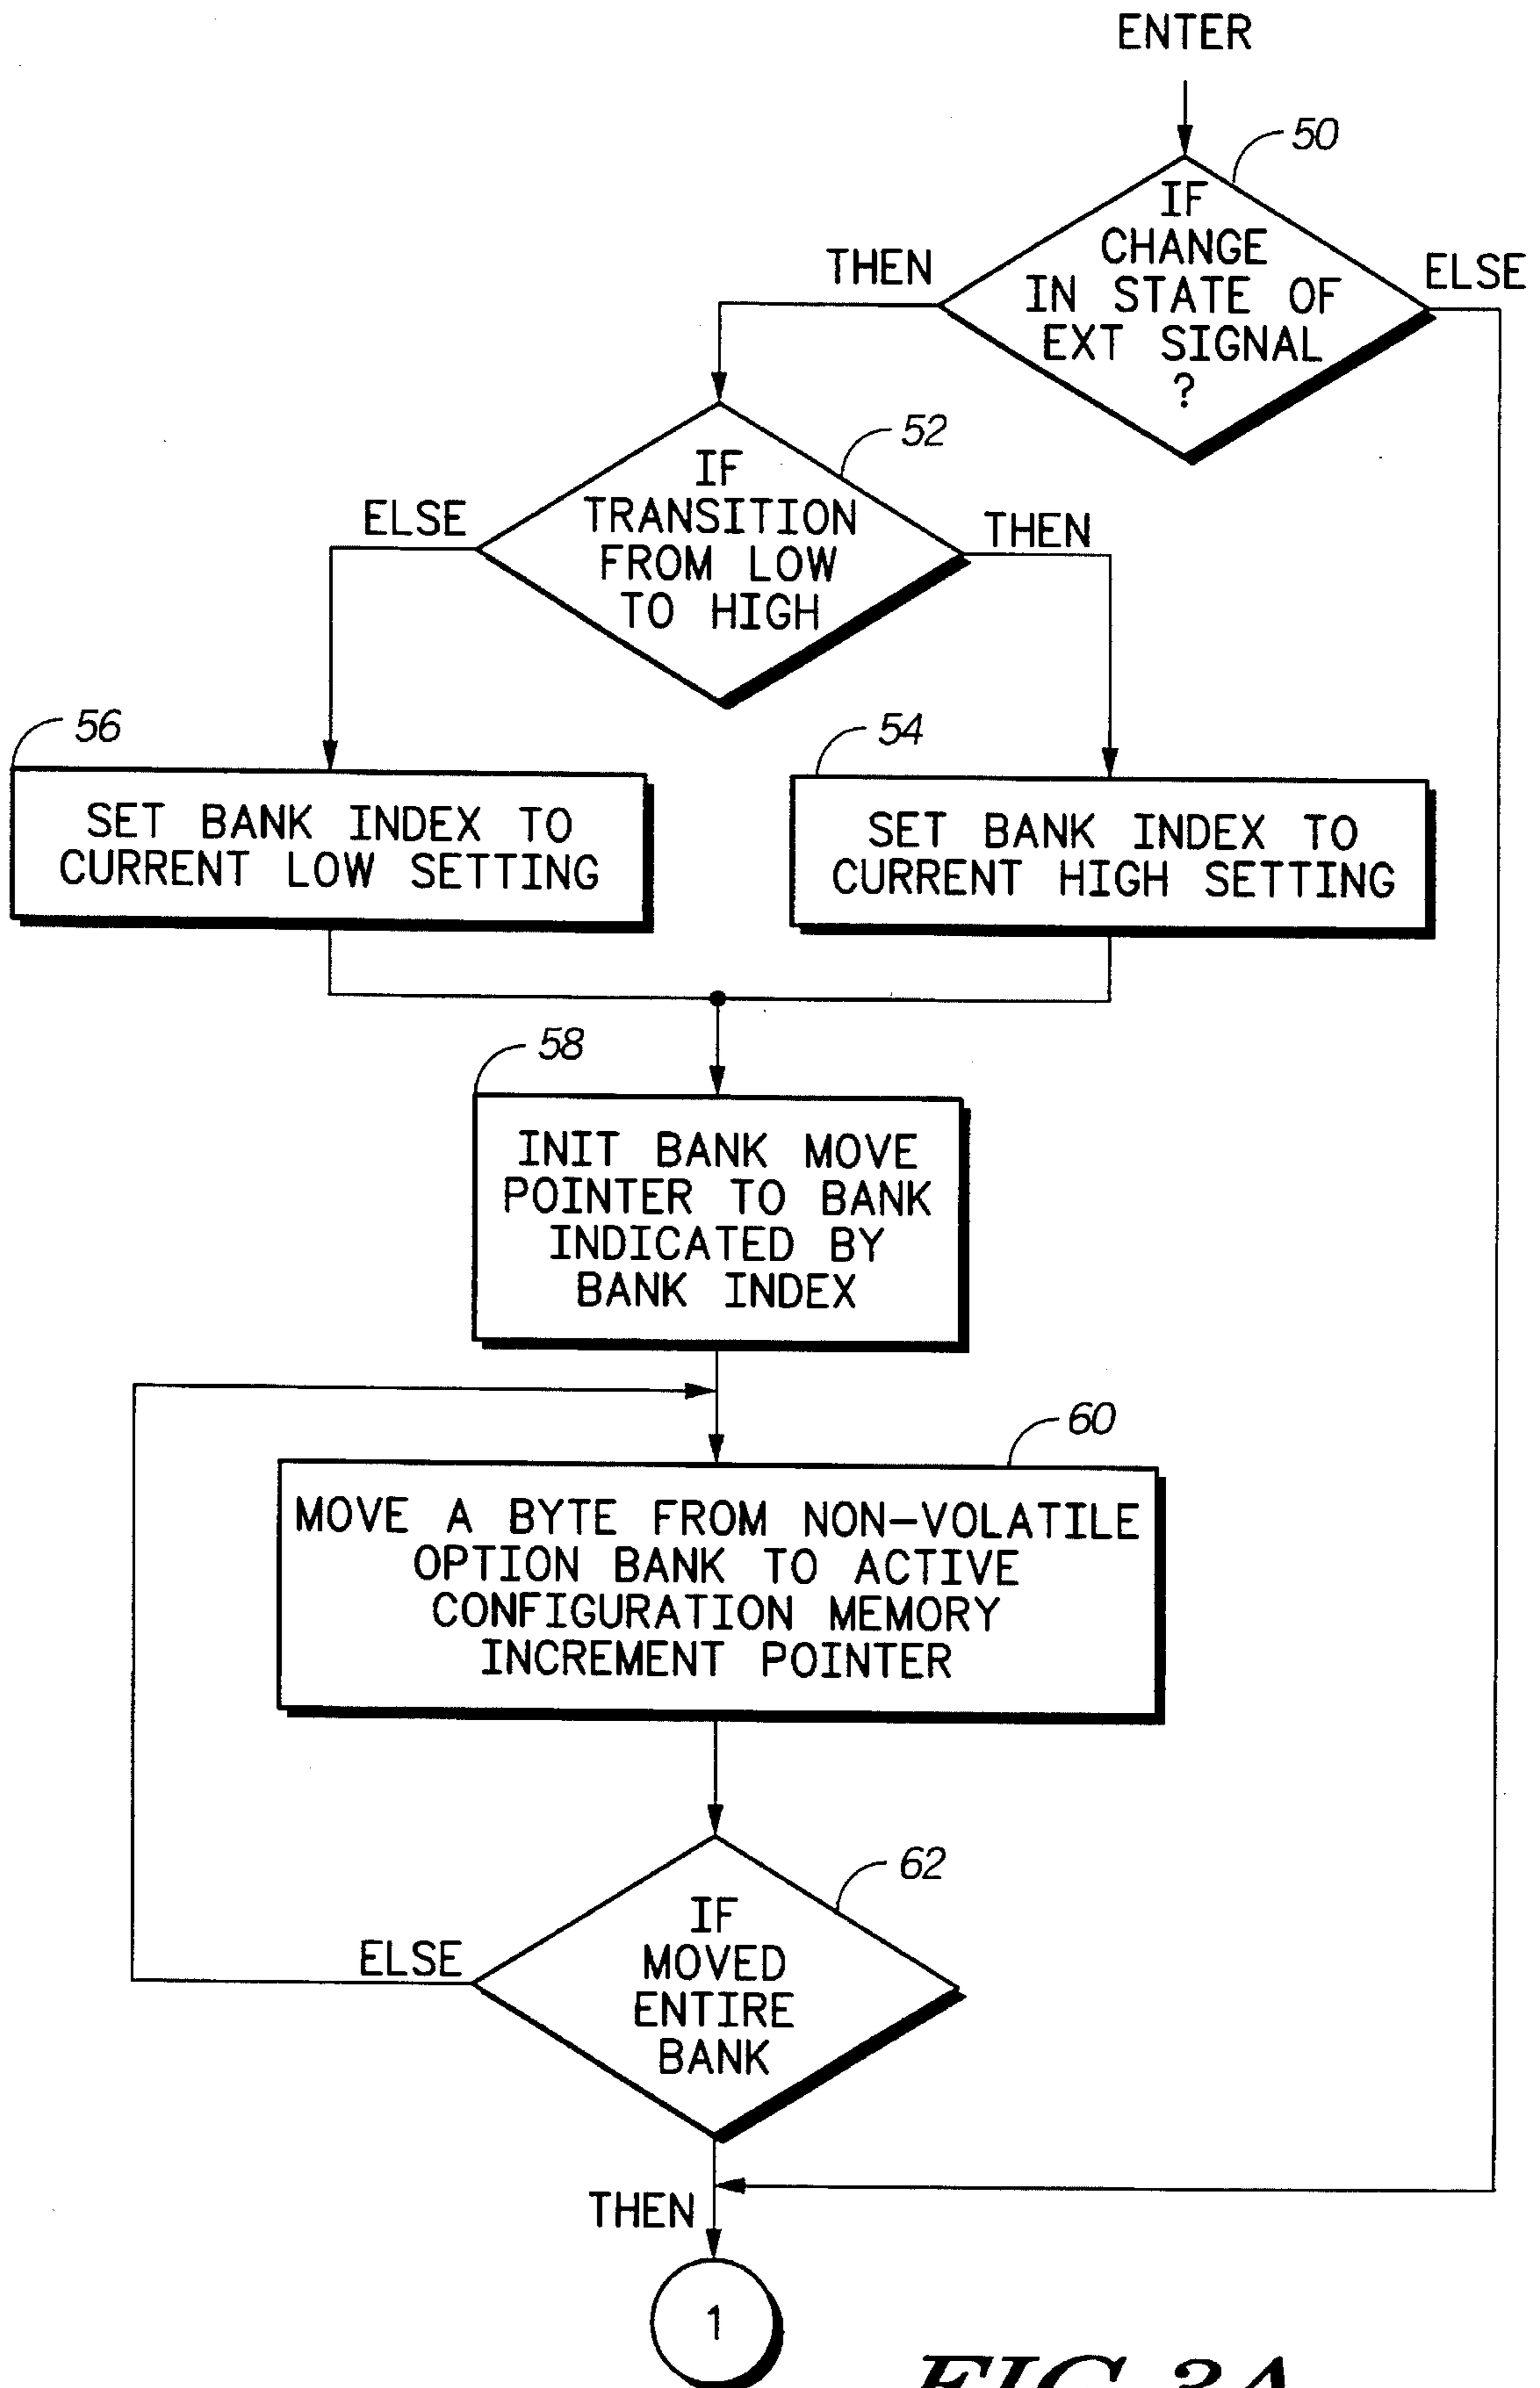 ENTER
50
IF
CHANGE
IN STATE OF
EXT SIGNAL
?
THEN
ELSE
52
IF
TRANSITION
FROM LOW
TO HIGH
ELSE
THEN
56
SET BANK INDEX TO
CURRENT LOW SETTING
54
SET BANK INDEX TO
CURRENT HIGH SETTING
58
INIT BANK MOVE
POINTER TO BANK
INDICATED BY
BANK INDEX
60
MOVE A BYTE FROM NON-VOLATILE
OPTION BANK TO ACTIVE
CONFIGURATION MEMORY
INCREMENT POINTER
62
IF
MOVED
ENTIRE
BANK
ELSE
THEN
1
FIG.3A